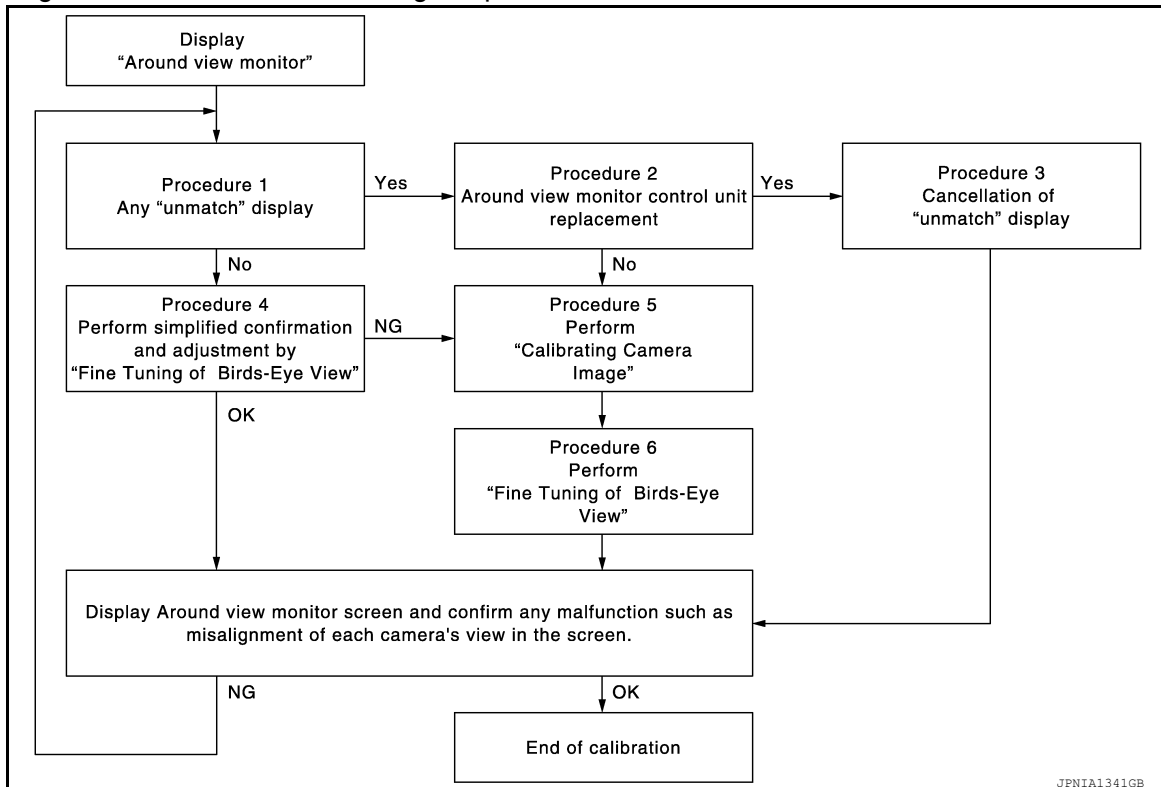 Display
“Around view monitor”
Procedure 1
Any “unmatch” display
Yes
Procedure 2
Around view monitor control unit
replacement
Yes
Procedure 3
Cancellation of
“unmatch” display
No
No
Procedure 4
Perform simplified confirmation
and adjustment by
“Fine Tuning of Birds-Eye View”
NG
Procedure 5
Perform
“Calibrating Camera
Image”
OK
Procedure 6
Perform
“Fine Tuning of Birds-Eye
View”
Display Around view monitor screen and confirm any malfunction such as
misalignment of each camera's view in the screen.
NG
OK
End of calibration
JPNIA1341GB